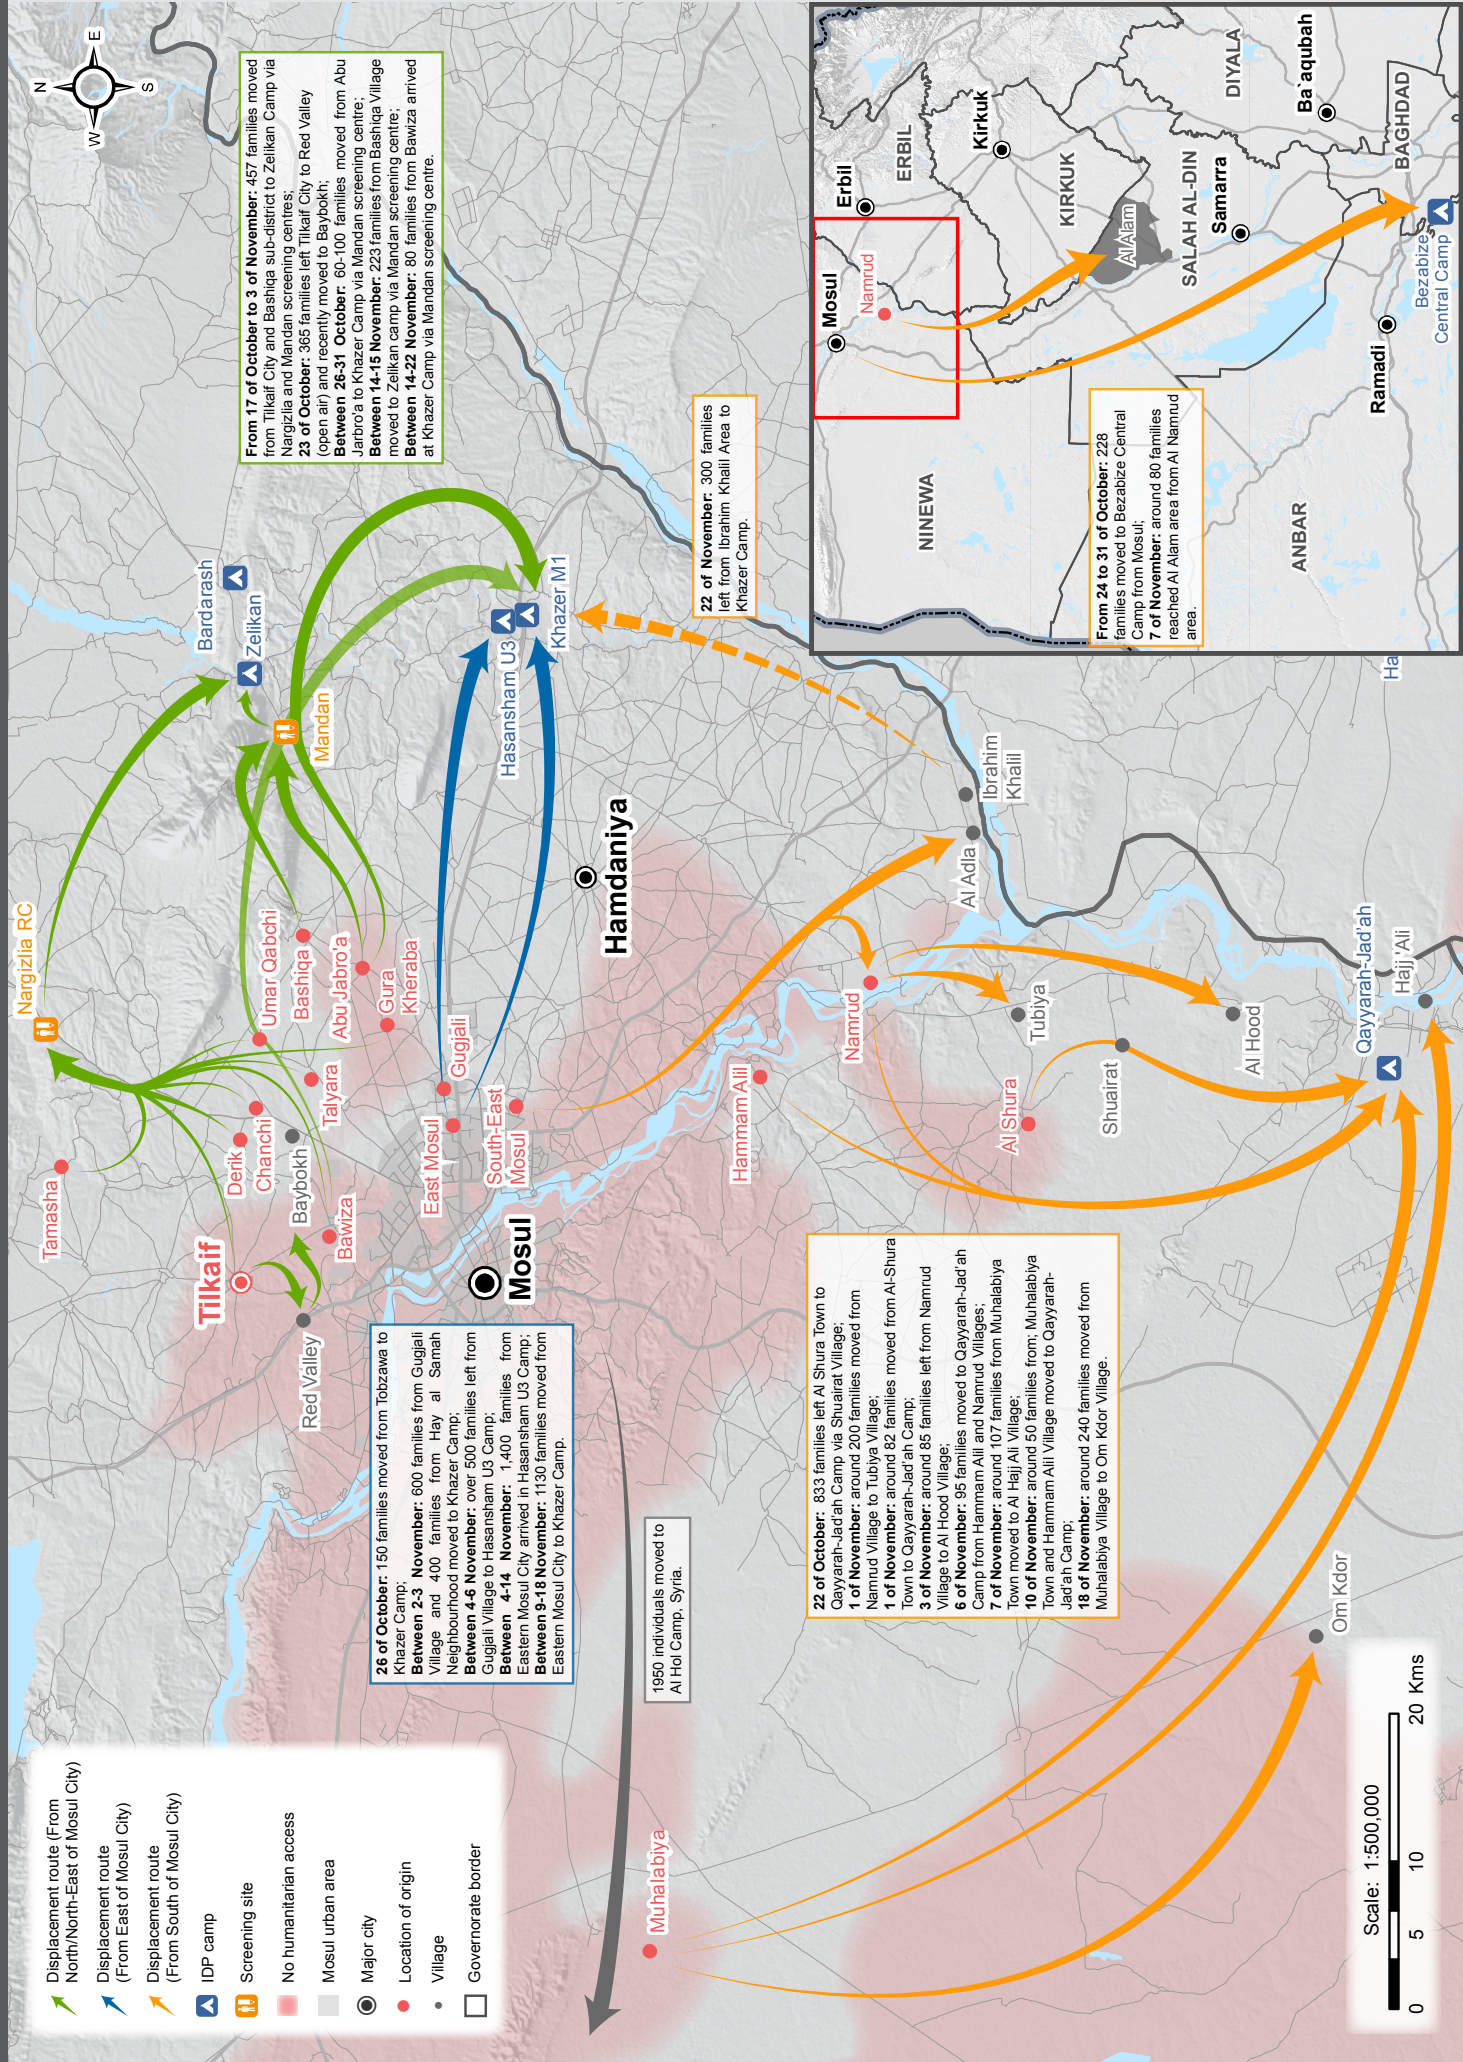 Displacement route (From
North/North-East of Mosul City)
Displacement route
(From East of Mosul City)
Displacement route
(From South of Mosul City)
IDP camp
Screening site
No humanitarian access
Mosul urban area
Major city
Location of origin
Village
Governorate border
N
W
E
S
From 17 of October to 3 of November: 457 families moved
from Tilkaif City and Bashiqa sub-district to Zelikan Camp via
Nargizlia and Mandan screening centres;
23 of October: 365 families left Tilkaif City to Red Valley
(open air) and recently moved to Baybokh;
Between 26-31 October: 60-100 families moved from Abu
Jarbro'a to Khazer Camp via Mandan screening centre;
Between 14-15 November: 223 families from Bashiqa Village
moved to Zelikan camp via Mandan screening centre;
Between 14-22 November: 80 families from Bawiza arrived
at Khazer Camp via Mandan screening centre.
Nargizlia RC
Tamasha
Tilkaif
Derik
Chanchi
Umar Qabchi
Bashiqa
Abu Jabro'a
Gura
Kheraba
Talyara
Baybokh
Bawiza
Red Valley
Bardarash
Zelikan
Mandan
Hasansham U3
Khazer M1
Gugjali
East Mosul
South-East
Mosul
Mosul
Hamdaniya
26 of October: 150 families moved from Tobzawa to
Khazer Camp;
Between 2-3 November: 600 families from Gugjali
Village and 400 families from Hay al Samah
Neighbourhood moved to Khazer Camp;
Between 4-6 November: over 500 families left from
Gugjali Village to Hasansham U3 Camp;
Between 4-14 November: 1,400 families from
Eastern Mosul City arrived in Hasansham U3 Camp;
Between 9-18 November: 1130 families moved from
Eastern Mosul City to Khazer Camp.
1950 individuals moved to
Al Hol Camp, Syria.
22 of November: 300 families
left from Ibrahim Khalil Area to
Khazer Camp.
Muhalabiya
Hammam Alil
Namrud
Al Adla
Ibrahim
Khalil
Tubiya
Al Shura
Shuairat
Al Hood
Qayyarah-Jad'ah
Hajj 'Ali
Om Kdor
Ha
22 of October: 833 families left Al Shura Town to
Qayyarah-Jad'ah Camp via Shuairat Village;
1 of November: around 200 families moved from
Namrud Village to Tubiya Village;
1 of November: around 82 families moved from Al-Shura
Town to Qayyarah-Jad'ah Camp;
3 of November: around 85 families left from Namrud
Village to Al Hood Village;
6 of November: 95 families moved to Qayyarah-Jad'ah
Camp from Hammam Alil and Namrud Villages;
7 of November: around 107 families from Muhalabiya
Town moved to Al Hajj Ali Village;
10 of November: around 50 families from; Muhalabiya
Town and Hammam Alil Village moved to Qayyarah-
Jad'ah Camp;
18 of November: around 240 families moved from
Muhalabiya Village to Om Kdor Village.
Scale: 1:500,000
0 5 10 20 Kms
Mosul
Namrud
Erbil
ERBIL
Kirkuk
KIRKUK
Al Alam
SALAH AL-DIN
Samarra
DIYALA
Ba`aqubah
BAGHDAD
Bezabize
Central Camp
Ramadi
NINEWA
ANBAR
From 24 to 31 of October: 228
families moved to Bezabize Central
Camp from Mosul;
7 of November: around 80 families
reached Al Alam area from Al Namrud
area.